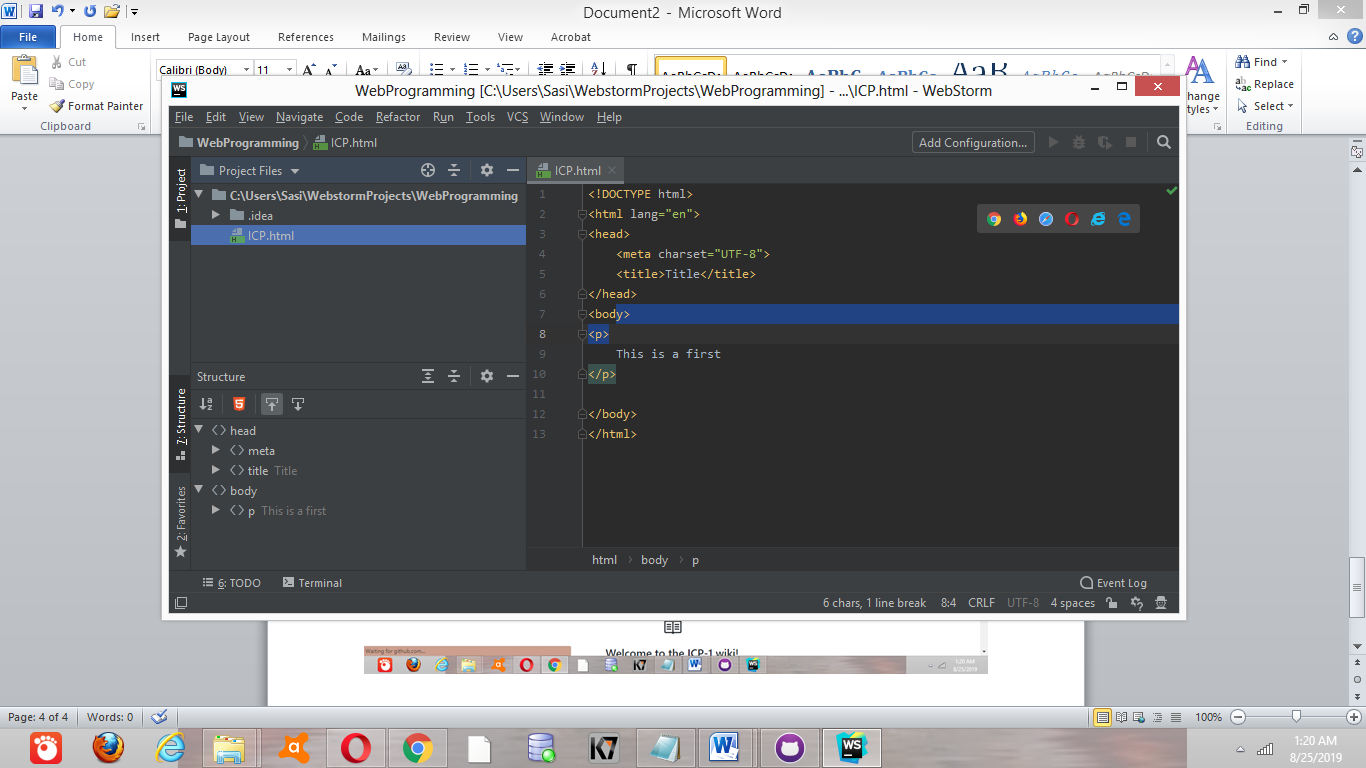 Document2 - Microsoft Word
File Home Insert Page Layout References Mailings Review View Acrobat
Cut
Copy
Paste
Format Painter
Clipboard
Calibri (Body) 11
Find
Replace
Select
Editing
WebProgramming [C:\Users\Sasi\WebstormProjects\WebProgramming] - ...\ICP.html - WebStorm
File Edit View Navigate Code Refactor Run Tools VCS Window Help
WebProgramming ICP.html Add Configuration...
1: Project
Project Files
C:\Users\Sasi\WebstormProjects\WebProgramming
.idea
ICP.html
ICP.html
1 <!DOCTYPE html>
2 <html lang="en">
3 <head>
4 <meta charset="UTF-8">
5 <title>Title</title>
6 </head>
7 <body>
8 <p>
9 This is a first
10 </p>
11
12 </body>
13 </html>
html body p
7: Structure
Structure
head
meta
title Title
body
p This is a first
2: Favorites
6: TODO Terminal Event Log
6 chars, 1 line break 8:4 CRLF UTF-8 4 spaces
Welcome to the ICP-1 wiki!
Waiting for github.com...
1:20 AM
8/25/2019
Page: 4 of 4 Words: 0 100%
1:20 AM
8/25/2019